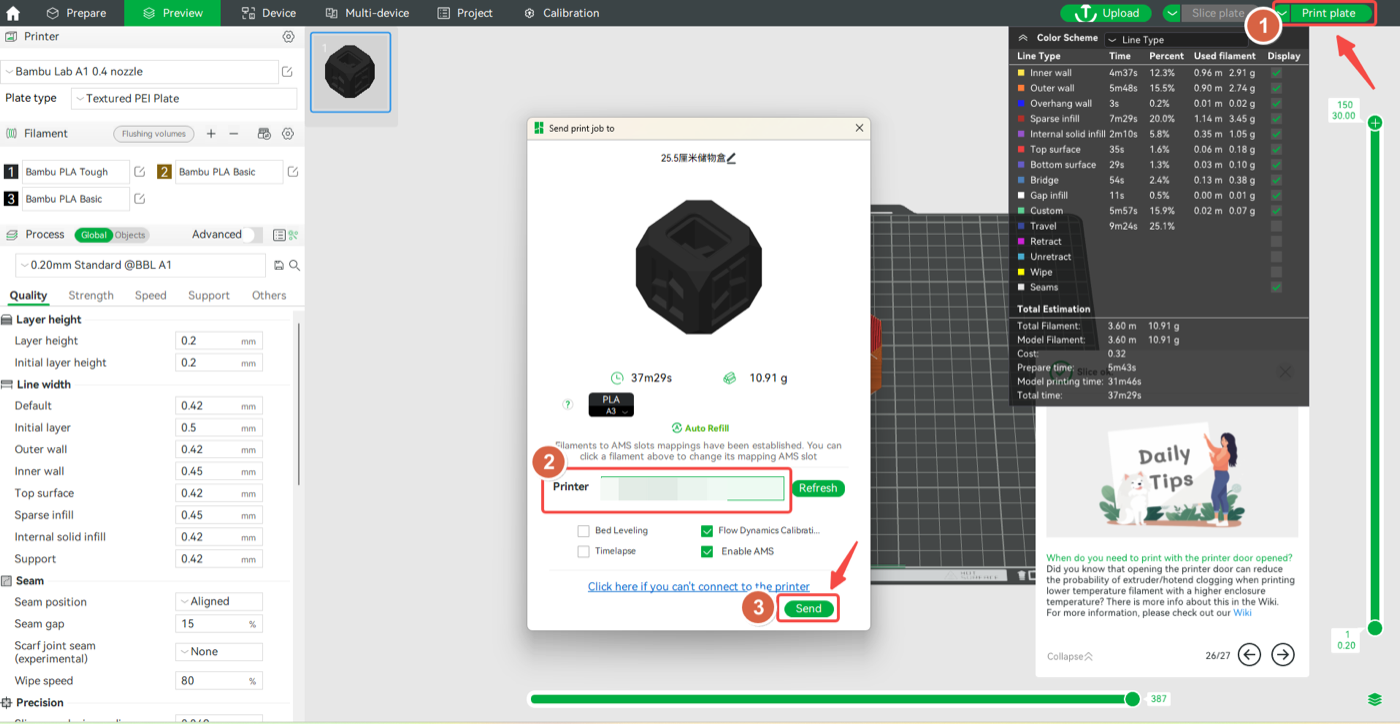 Prepare Preview Device Multi-device Project Calibration Upload Slice plate Print plate
1
Printer
Bambu Lab A1 0.4 nozzle
Plate type Textured PEI Plate
Filament Flushing volumes + −
1 Bambu PLA Tough 2 Bambu PLA Basic
3 Bambu PLA Basic
Process Global Objects Advanced
0.20mm Standard @BBL A1
Quality Strength Speed Support Others
Layer height
Layer height 0.2 mm
Initial layer height 0.2 mm
Line width
Default 0.42 mm
Initial layer 0.5 mm
Outer wall 0.42 mm
Inner wall 0.45 mm
Top surface 0.42 mm
Sparse infill 0.45 mm
Internal solid infill 0.42 mm
Support 0.42 mm
Seam
Seam position Aligned
Seam gap 15 %
Scarf joint seam
(experimental) None
Wipe speed 80 %
Precision
1
Send print job to
25.5厘米储物盒
37m29s 10.91 g
? PLA
A3
Auto Refill
Filaments to AMS slots mappings have been established. You can
click a filament above to change its mapping AMS slot
2
Printer Refresh
Bed Leveling Flow Dynamics Calibrati...
Timelapse Enable AMS
Click here if you can't connect to the printer
3 Send
Color Scheme Line Type
Line Type Time Percent Used filament Display
Inner wall 4m37s 12.3% 0.96 m 2.91 g
Outer wall 5m48s 15.5% 0.90 m 2.74 g
Overhang wall 3s 0.2% 0.01 m 0.02 g
Sparse infill 7m29s 20.0% 1.14 m 3.45 g
Internal solid infill 2m10s 5.8% 0.35 m 1.05 g
Top surface 35s 1.6% 0.06 m 0.18 g
Bottom surface 29s 1.3% 0.03 m 0.10 g
Bridge 54s 2.4% 0.13 m 0.38 g
Gap infill 11s 0.5% 0.00 m 0.01 g
Custom 5m57s 15.9% 0.02 m 0.07 g
Travel 9m24s 25.1%
Retract
Unretract
Wipe
Seams
Total Estimation
Total Filament: 3.60 m 10.91 g
Model Filament: 3.60 m 10.91 g
Cost: 0.32
Prepare time: 5m43s
Model printing time: 31m46s
Total time: 37m29s
Slice ok
Daily
Tips
When do you need to print with the printer door opened?
Did you know that opening the printer door can reduce
the probability of extruder/hotend clogging when printing
lower temperature filament with a higher enclosure
temperature? There is more info about this in the Wiki.
For more information, please check out our Wiki
Collapse 26/27
150
30.00
1
0.20
387